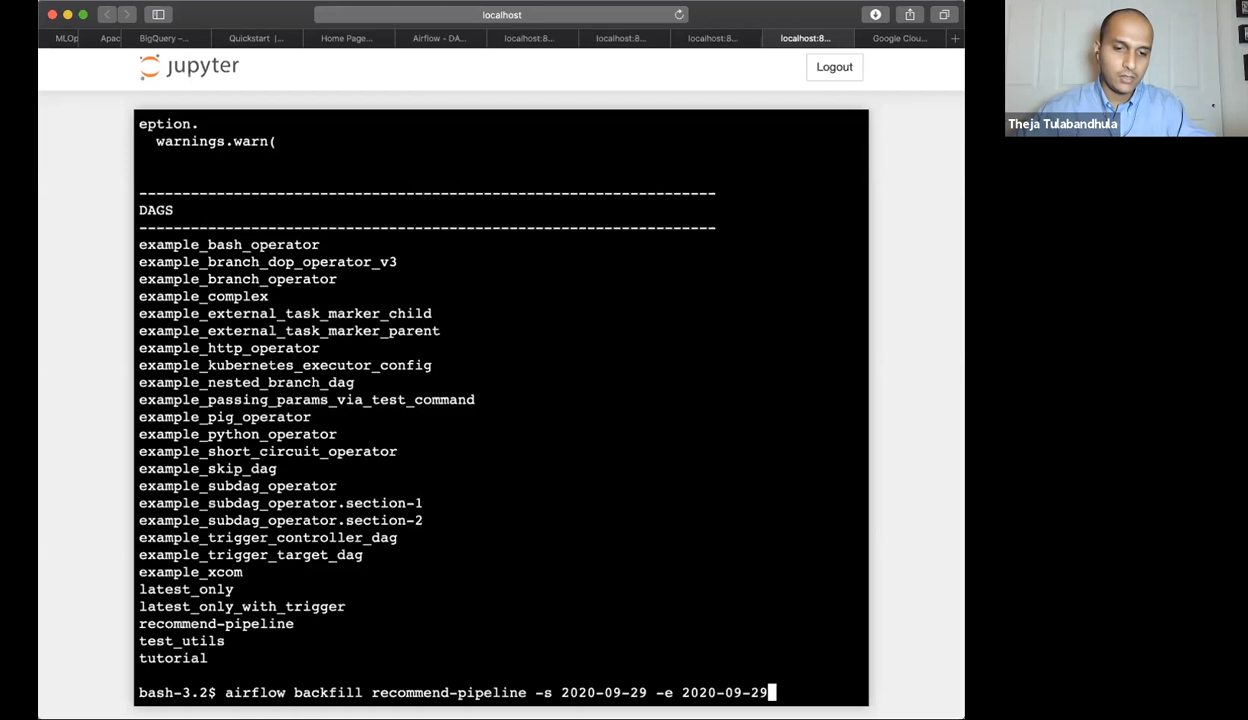 localhost
MLOp
Apac
BigQuery –...
Quickstart |...
Home Page...
Airflow - DA...
localhost:8...
localhost:8...
localhost:8...
localhost:8...
Google Clou...
jupyter
Logout
Theja Tulabandhula
eption.
warnings.warn(
-------------------------------------------------------------------
DAGS
-------------------------------------------------------------------
example_bash_operator
example_branch_dop_operator_v3
example_branch_operator
example_complex
example_external_task_marker_child
example_external_task_marker_parent
example_http_operator
example_kubernetes_executor_config
example_nested_branch_dag
example_passing_params_via_test_command
example_pig_operator
example_python_operator
example_short_circuit_operator
example_skip_dag
example_subdag_operator
example_subdag_operator.section-1
example_subdag_operator.section-2
example_trigger_controller_dag
example_trigger_target_dag
example_xcom
latest_only
latest_only_with_trigger
recommend-pipeline
test_utils
tutorial
bash-3.2$ airflow backfill recommend-pipeline -s 2020-09-29 -e 2020-09-29